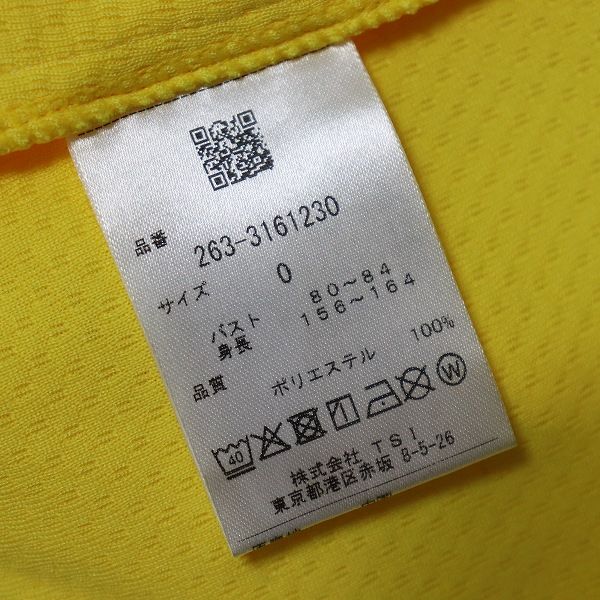 品番 263-3161230
サイズ 0
バスト 80～84
身長 156～164
品質 ポリエステル 100%
40 W
株式会社 TSI
東京都港区赤坂 8-5-26